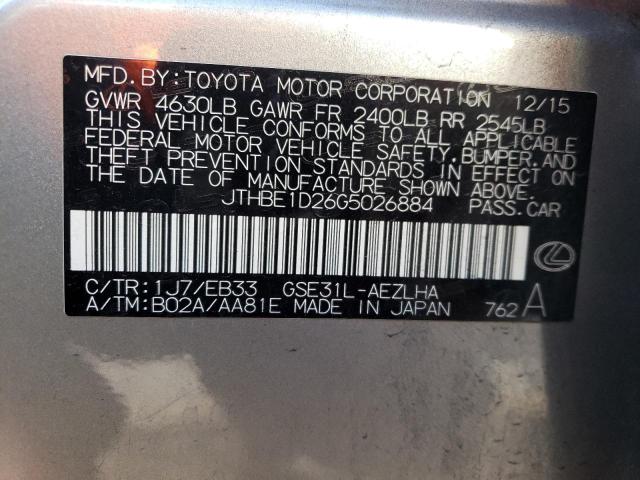 MFD. BY: TOYOTA MOTOR CORPORATION 12/15
GVWR 4630LB GAWR FR 2400LB RR 2545LB
THIS VEHICLE CONFORMS TO ALL APPLICABLE
FEDERAL MOTOR VEHICLE SAFETY, BUMPER, AND
THEFT PREVENTION STANDARDS IN EFFECT ON
THE DATE OF MANUFACTURE SHOWN ABOVE.
JTHBE1D26G5026884 PASS. CAR
C/TR: 1J7/EB33 GSE31L-AEZLHA
A/TM: B02A/AA81E MADE IN JAPAN 762 A